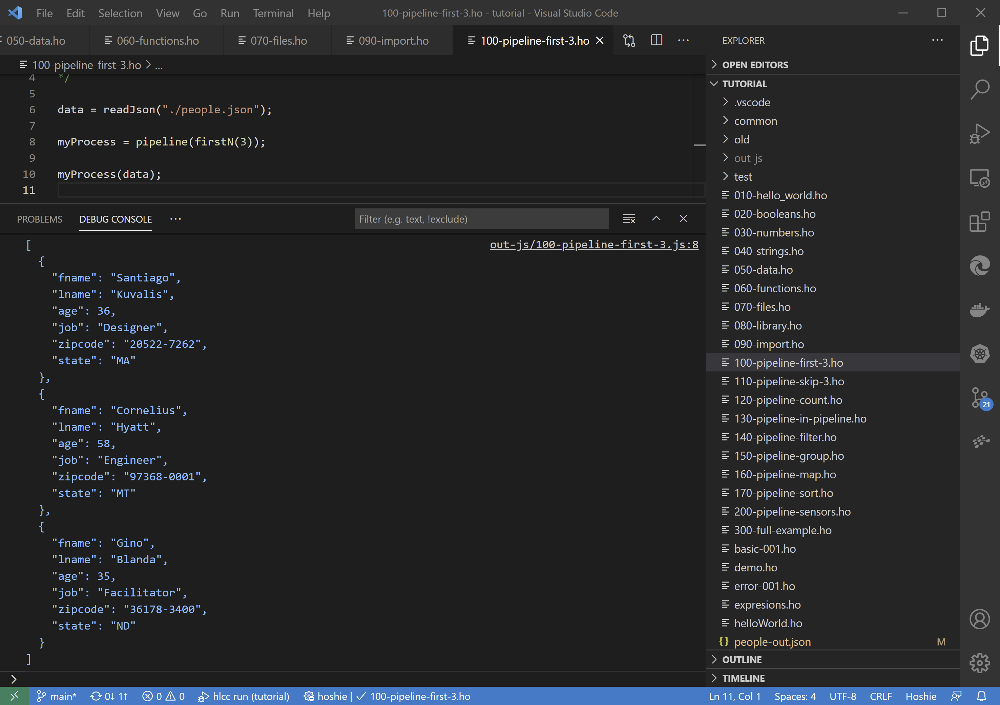 File Edit Selection View Go Run Terminal Help 100-pipeline-first-3.ho - tutorial - Visual Studio Code
050-data.ho 060-functions.ho 070-files.ho 090-import.ho 100-pipeline-first-3.ho
100-pipeline-first-3.ho > ...
4 */
5
6 data = readJson("./people.json");
7
8 myProcess = pipeline(firstN(3));
9
10 myProcess(data);
11
PROBLEMS DEBUG CONSOLE ... Filter (e.g. text, !exclude)
[ out-js/100-pipeline-first-3.js:8
{
"fname": "Santiago",
"lname": "Kuvalis",
"age": 36,
"job": "Designer",
"zipcode": "20522-7262",
"state": "MA"
},
{
"fname": "Cornelius",
"lname": "Hyatt",
"age": 58,
"job": "Engineer",
"zipcode": "97368-0001",
"state": "MT"
},
{
"fname": "Gino",
"lname": "Blanda",
"age": 35,
"job": "Facilitator",
"zipcode": "36178-3400",
"state": "ND"
}
]
>
EXPLORER ...
OPEN EDITORS
TUTORIAL
.vscode
common
old
out-js
test
010-hello_world.ho
020-booleans.ho
030-numbers.ho
040-strings.ho
050-data.ho
060-functions.ho
070-files.ho
080-library.ho
090-import.ho
100-pipeline-first-3.ho
110-pipeline-skip-3.ho
120-pipeline-count.ho
130-pipeline-in-pipeline.ho
140-pipeline-filter.ho
150-pipeline-group.ho
160-pipeline-map.ho
170-pipeline-sort.ho
200-pipeline-sensors.ho
300-full-example.ho
basic-001.ho
demo.ho
error-001.ho
expresions.ho
helloWorld.ho
{} people-out.json M
OUTLINE
TIMELINE
21
main* 0↓ 1↑ 0 0 hlcc run (tutorial) hoshie | ✓ 100-pipeline-first-3.ho Ln 11, Col 1 Spaces: 4 UTF-8 CRLF Hoshie